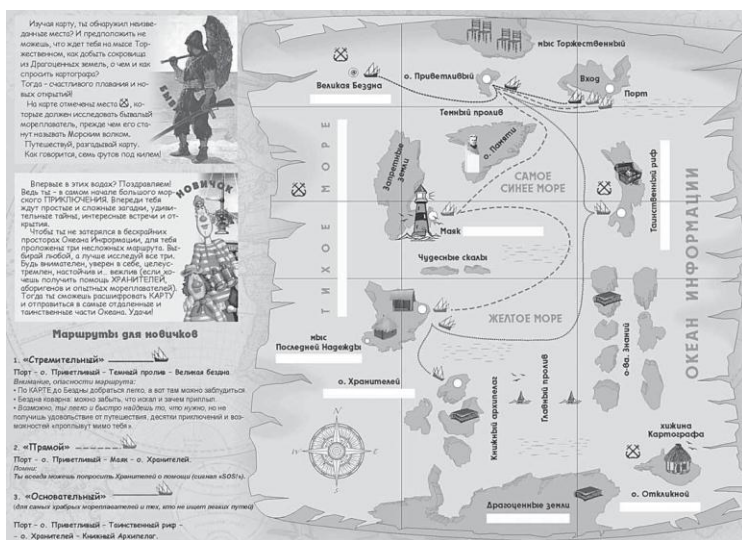 Изучая карту, ты обнаружил неизве-
данные места? И предположить не
можешь, что ждет тебя на мысе Тор-
жественном, как добыть сокровища
из Драгоценных земель, о чем и как
спросить картографа?
Тогда - счастливого плавания и но-
вых открытий!
На карте отмечены места , ко-
торые должен исследовать бывалый
мореплаватель, прежде чем его ста-
нут называть Морским волком.
Путешествуй, разгадывай карту.
Как говорится, семь футов под килем!
Впервые в этих водах? Поздравляем!
Ведь ты - в самом начале большого мор-
ского ПРИКЛЮЧЕНИЯ. Впереди тебя
ждут простые и сложные загадки, удиви-
тельные тайны, интересные встречи и от-
крытия.
Чтобы ты не затерялся в бескрайних
просторах Океана Информации, для тебя
проложены три несложных маршрута. Вы-
бирай любой, а лучше исследуй все три.
Будь внимателен, уверен в себе, целеус-
тремлен, настойчив и... вежлив (если хо-
чешь получить помощь ХРАНИТЕЛЕЙ,
аборигенов и опытных мореплавателей).
Тогда ты сможешь расшифровать КАРТУ
и отправиться в самые отдаленные и
таинственные части Океана. Удачи!
НОВИЧОК
Маршруты для новичков
1. «Стремительный»
Порт - о. Приветливый - Темный пролив - Великая бездна
Внимание, опасности маршрута:
• По КАРТЕ до Бездны добраться легко, а вот там можно заблудиться
• Бездна коварна: можно забыть, что искал и зачем приплыл.
• Возможно, ты легко и быстро найдешь то, что нужно, но не
получишь удовольствие от путешествия, десятки приключений и воз-
можностей «проплывут мимо тебя».
2. «Прямой»
Порт - о. Приветливый - Маяк - о. Хранителей.
Помни:
Ты всегда можешь попросить Хранителей о помощи (сигнал «SOS!»).
3. «Основательный»
(для самых храбрых мореплавателей и тех, кто не ищет легких путей)
Порт - о. Приветливый - Таинственный риф -
- о. Хранителей - Книжный Архипелаг.
мыс Торжественный
Великая Бездна
о. Приветливый
Вход
Порт
Темный пролив
ТИХОЕ МОРЕ
Запретные
земли
о. Памяти
САМОЕ
СИНЕЕ МОРЕ
Таинственный риф
Маяк
Чудесные скалы
ОКЕАН ИНФОРМАЦИИ
ЖЕЛТОЕ МОРЕ
мыс
Последней Надежды
о. Хранителей
Книжный архипелаг
Главный пролив
о-ва. Знаний
хижина
Картографа
о. Откликной
Драгоценные земли